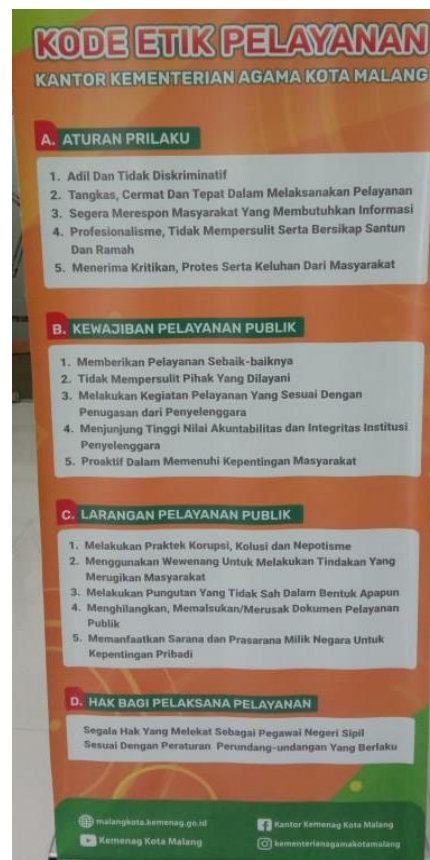 KODE ETIK PELAYANAN
KANTOR KEMENTERIAN AGAMA KOTA MALANG
A. ATURAN PRILAKU
1. Adil Dan Tidak Diskriminatif
2. Tangkas, Cermat Dan Tepat Dalam Melaksanakan Pelayanan
3. Segera Merespon Masyarakat Yang Membutuhkan Informasi
4. Profesionalisme, Tidak Mempersulit Serta Bersikap Santun
Dan Ramah
5. Menerima Kritikan, Protes Serta Keluhan Dari Masyarakat
B. KEWAJIBAN PELAYANAN PUBLIK
1. Memberikan Pelayanan Sebaik-baiknya
2. Tidak Mempersulit Pihak Yang Dilayani
3. Melakukan Kegiatan Pelayanan Yang Sesuai Dengan
Penugasan dari Penyelenggara
4. Menjunjung Tinggi Nilai Akuntabilitas dan Integritas Institusi
Penyelenggara
5. Proaktif Dalam Memenuhi Kepentingan Masyarakat
C. LARANGAN PELAYANAN PUBLIK
1. Melakukan Praktek Korupsi, Kolusi dan Nepotisme
2. Menggunakan Wewenang Untuk Melakukan Tindakan Yang
Merugikan Masyarakat
3. Melakukan Pungutan Yang Tidak Sah Dalam Bentuk Apapun
4. Menghilangkan, Memalsukan/Merusak Dokumen Pelayanan
Publik
5. Memanfaatkan Sarana dan Prasarana Milik Negara Untuk
Kepentingan Pribadi
D. HAK BAGI PELAKSANA PELAYANAN
Segala Hak Yang Melekat Sebagai Pegawai Negeri Sipil
Sesuai Dengan Peraturan Perundang-undangan Yang Berlaku
malangkota.kemenag.go.id
Kantor Kemenag Kota Malang
Kemenag Kota Malang
kementerianagamakotamalang